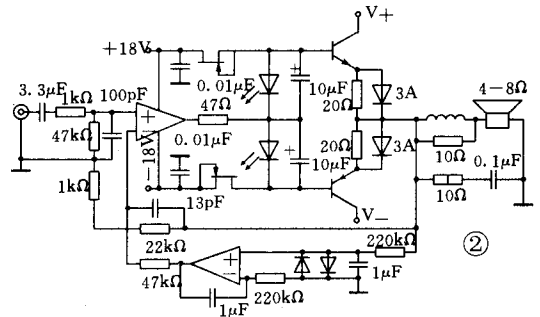 V+
+18V
3.3μF
1kΩ
100pF
0.01μF
47Ω
10μF
20Ω
3A
4-8Ω
47kΩ
0.01μF
-18V
20Ω
3A
10μF
10Ω
0.1μF
10Ω
1kΩ
13pF
V-
22kΩ
220kΩ
②
47kΩ
+
-
1μF
1μF
220kΩ